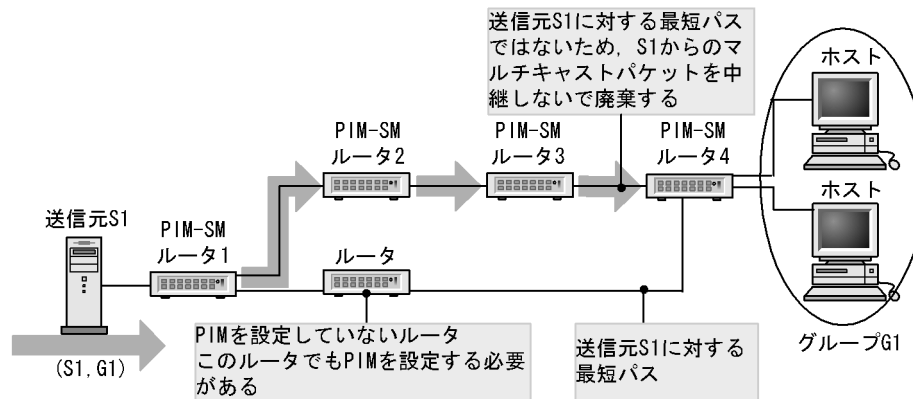 送信元S1に対する最短パス
ではないため，S1からのマ
ルチキャストパケットを中
継しないで廃棄する
ホスト
PIM-SM
ルータ2
PIM-SM
ルータ3
PIM-SM
ルータ4
ホスト
送信元S1
PIM-SM
ルータ1
ルータ
PIMを設定していないルータ
このルータでもPIMを設定する必要
がある
送信元S1に対する
最短パス
グループG1
(S1,G1)